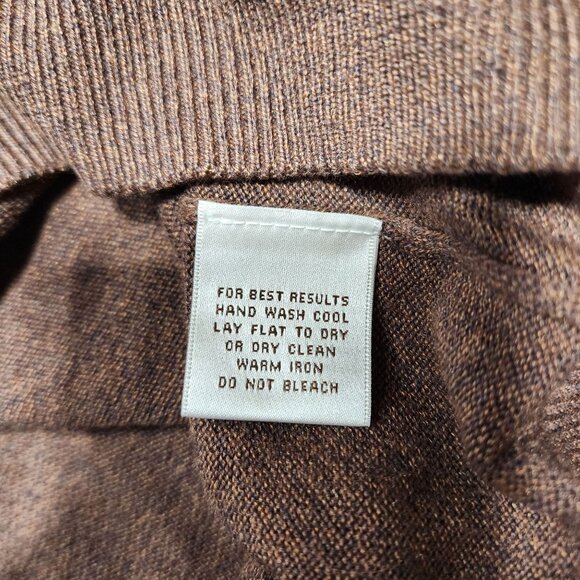 FOR BEST RESULTS
HAND WASH COOL
LAY FLAT TO DRY
OR DRY CLEAN
WARM IRON
DO NOT BLEACH